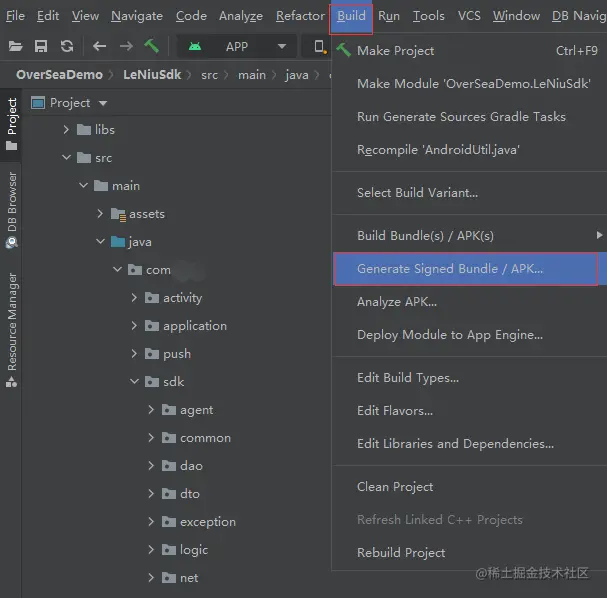 File Edit View Navigate Code Analyze Refactor Build Run Tools VCS Window DB Navig
APP
OverSeaDemo LeNiuSdk src main java
Project
libs
src
main
assets
java
com
activity
application
push
sdk
agent
common
dao
dto
exception
logic
net
Project
DB Browser
Resource Manager
Make Project Ctrl+F9
Make Module 'OverSeaDemo.LeNiuSdk'
Run Generate Sources Gradle Tasks
Recompile 'AndroidUtil.java'
Select Build Variant...
Build Bundle(s) / APK(s)
Generate Signed Bundle / APK...
Analyze APK...
Deploy Module to App Engine...
Edit Build Types...
Edit Flavors...
Edit Libraries and Dependencies...
Clean Project
Refresh Linked C++ Projects
Rebuild Project
@稀土掘金技术社区